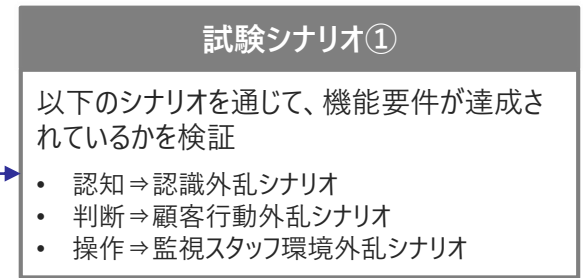 試験シナリオ①
以下のシナリオを通じて、機能要件が達成さ
れているかを検証
• 認知⇒認識外乱シナリオ
• 判断⇒顧客行動外乱シナリオ
• 操作⇒監視スタッフ環境外乱シナリオ